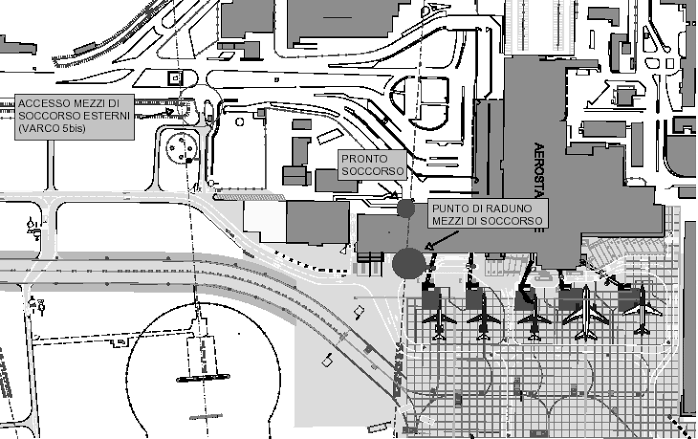 ACCESSO MEZZI DI
SOCCORSO ESTERNI
(VARCO 5bis)
PRONTO
SOCCORSO
AEROSTA
E
PUNTO DI RADUNO
MEZZI DI SOCCORSO